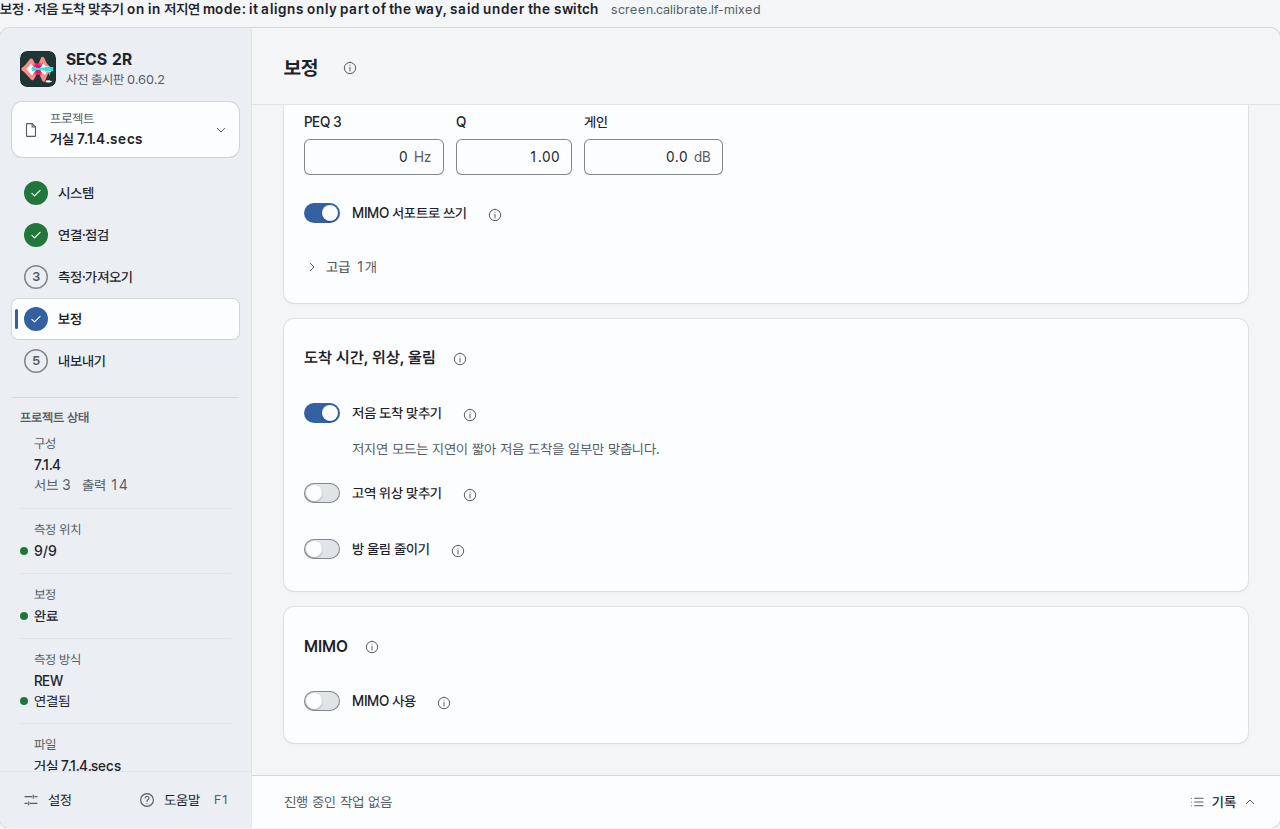 보정 · 저음 도착 맞추기 on in 저지연 mode: it aligns only part of the way, said under the switch screen.calibrate.lf-mixed
SECS 2R
사전 출시판 0.60.2
프로젝트
거실 7.1.4.secs
시스템
연결·점검
3 측정·가져오기
보정
5 내보내기
프로젝트 상태
구성
7.1.4
서브 3 출력 14
측정 위치
9/9
보정
완료
측정 방식
REW
연결됨
파일
거실 7.1.4.secs
설정 도움말 F1
보정
PEQ 3 Q 게인
0 Hz 1.00 0.0 dB
MIMO 서포트로 쓰기
고급 1개
도착 시간, 위상, 울림
저음 도착 맞추기
저지연 모드는 지연이 짧아 저음 도착을 일부만 맞춥니다.
고역 위상 맞추기
방 울림 줄이기
MIMO
MIMO 사용
진행 중인 작업 없음 기록